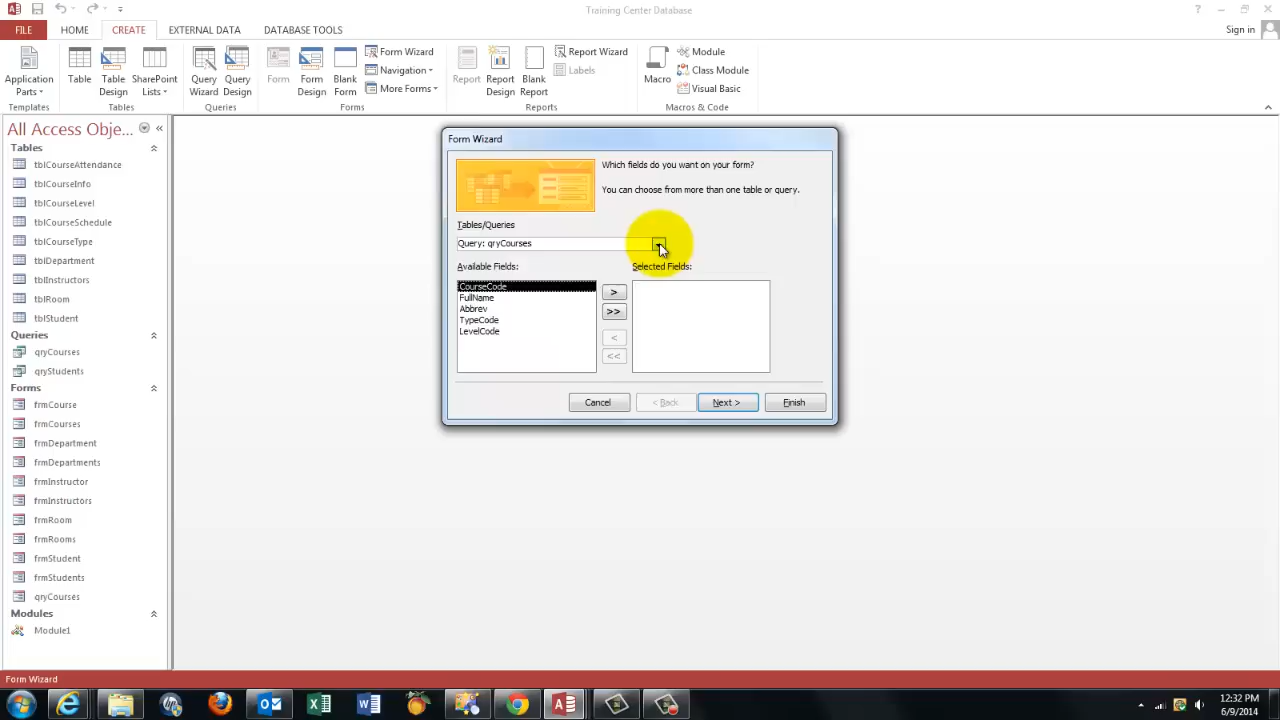 Training Center Database
Sign in
FILE HOME CREATE EXTERNAL DATA DATABASE TOOLS
Application Parts
Templates
Table
Table Design
SharePoint Lists
Tables
Query Wizard
Query Design
Queries
Form
Form Design
Blank Form
Form Wizard
Navigation
More Forms
Forms
Report
Report Design
Blank Report
Report Wizard
Labels
Reports
Macro
Module
Class Module
Visual Basic
Macros & Code
All Access Obje...
Tables
tblCourseAttendance
tblCourseInfo
tblCourseLevel
tblCourseSchedule
tblCourseType
tblDepartment
tblInstructors
tblRoom
tblStudent
Queries
qryCourses
qryStudents
Forms
frmCourse
frmCourses
frmDepartment
frmDepartments
frmInstructor
frmInstructors
frmRoom
frmRooms
frmStudent
frmStudents
qryCourses
Modules
Module1
Form Wizard
Which fields do you want on your form?
You can choose from more than one table or query.
Tables/Queries
Query: qryCourses
Available Fields:
Selected Fields:
CourseCode
FullName
Abbrev
TypeCode
LevelCode
>
>>
<
<<
Cancel
< Back
Next >
Finish
Form Wizard
12:32 PM
6/9/2014